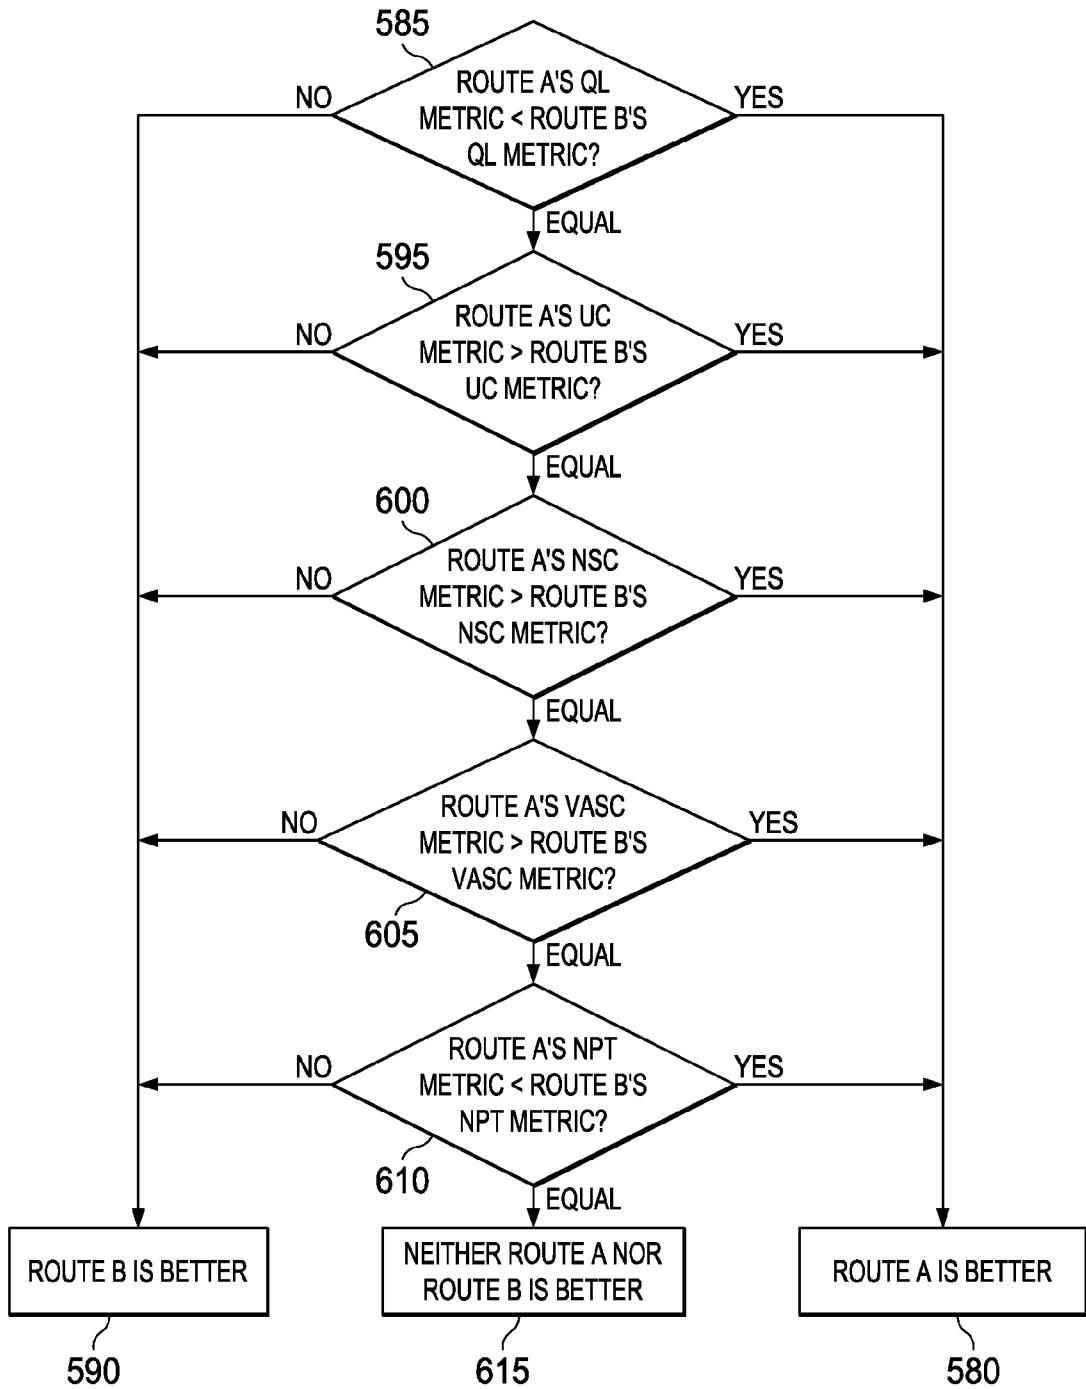 585
ROUTE A'S QL
METRIC < ROUTE B'S
QL METRIC?
NO
YES
EQUAL
595
ROUTE A'S UC
METRIC > ROUTE B'S
UC METRIC?
NO
YES
EQUAL
600
ROUTE A'S NSC
METRIC > ROUTE B'S
NSC METRIC?
NO
YES
EQUAL
ROUTE A'S VASC
METRIC > ROUTE B'S
VASC METRIC?
NO
YES
605
EQUAL
ROUTE A'S NPT
METRIC < ROUTE B'S
NPT METRIC?
NO
YES
610
EQUAL
ROUTE B IS BETTER
NEITHER ROUTE A NOR
ROUTE B IS BETTER
ROUTE A IS BETTER
590
615
580